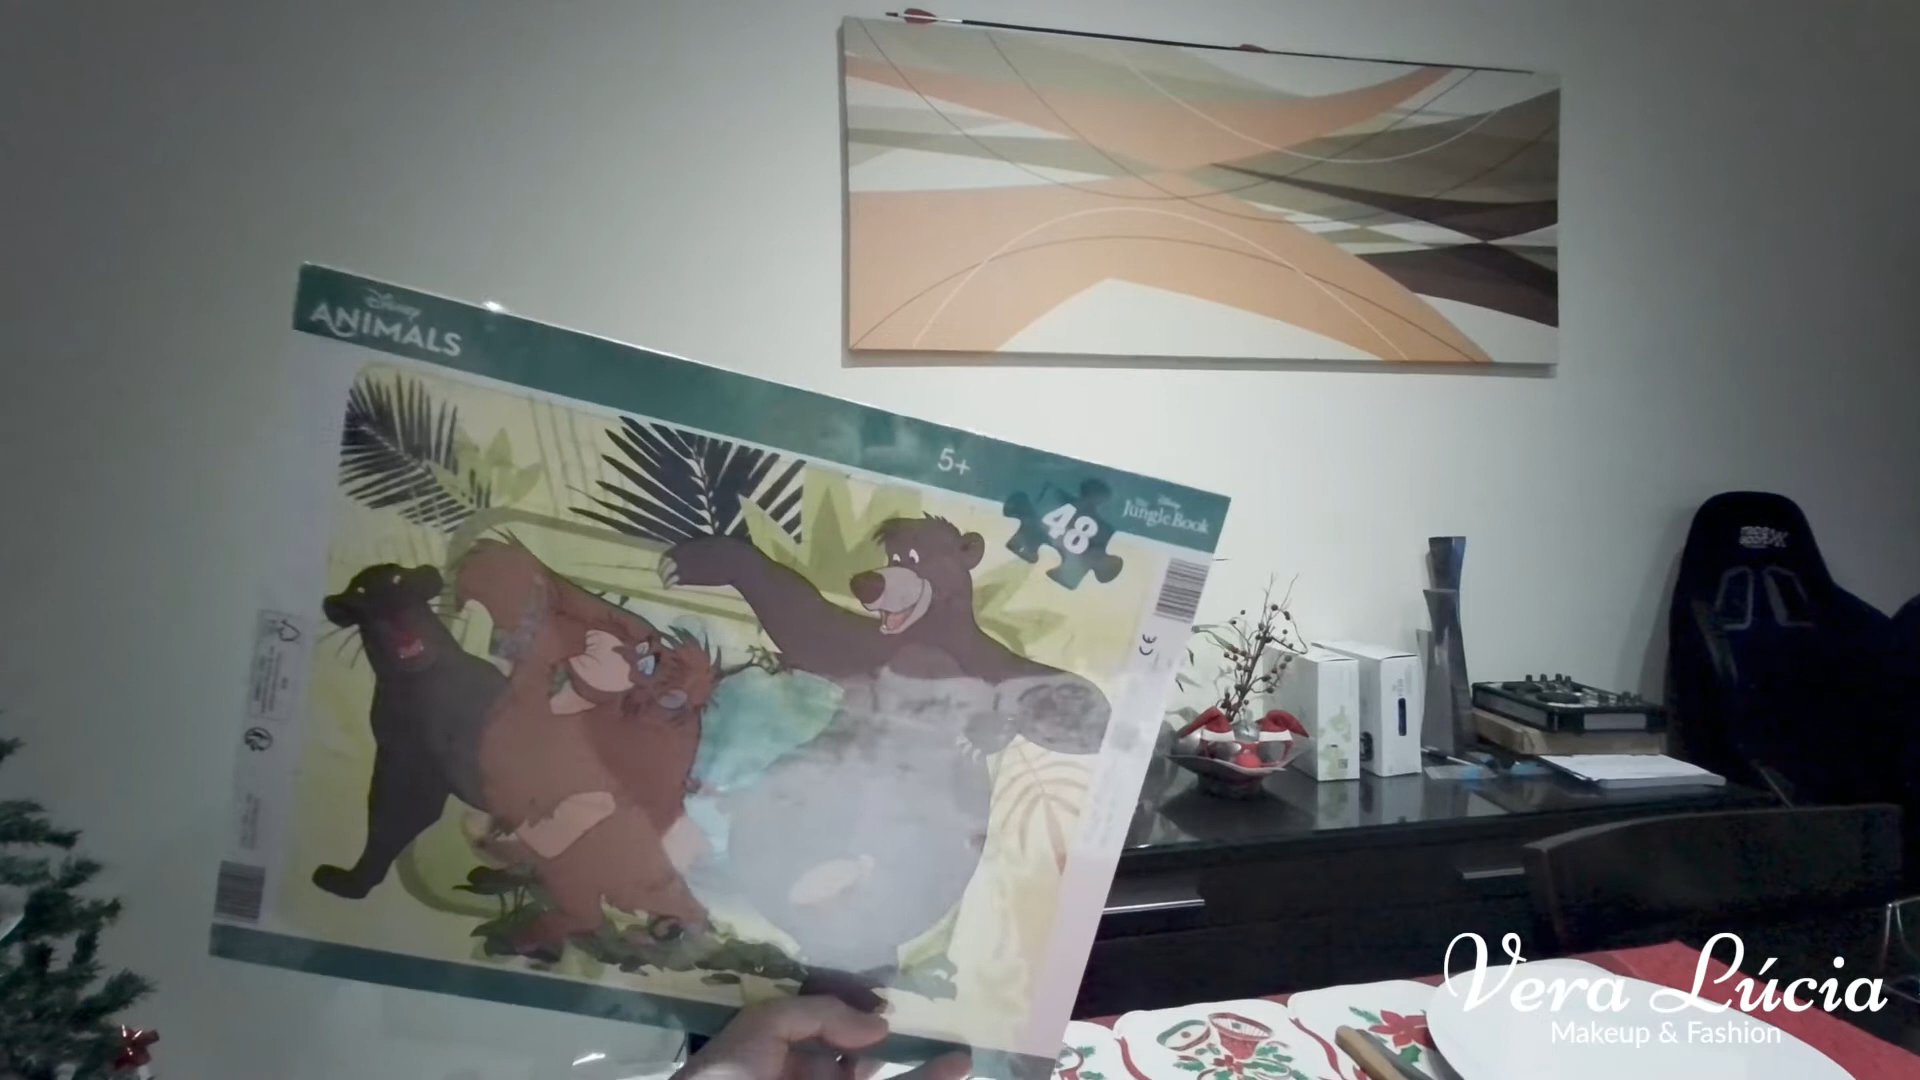 Disney
ANIMALS
5+
48
Disney
The
Jungle Book
CE
Vera Lúcia
Makeup & Fashion